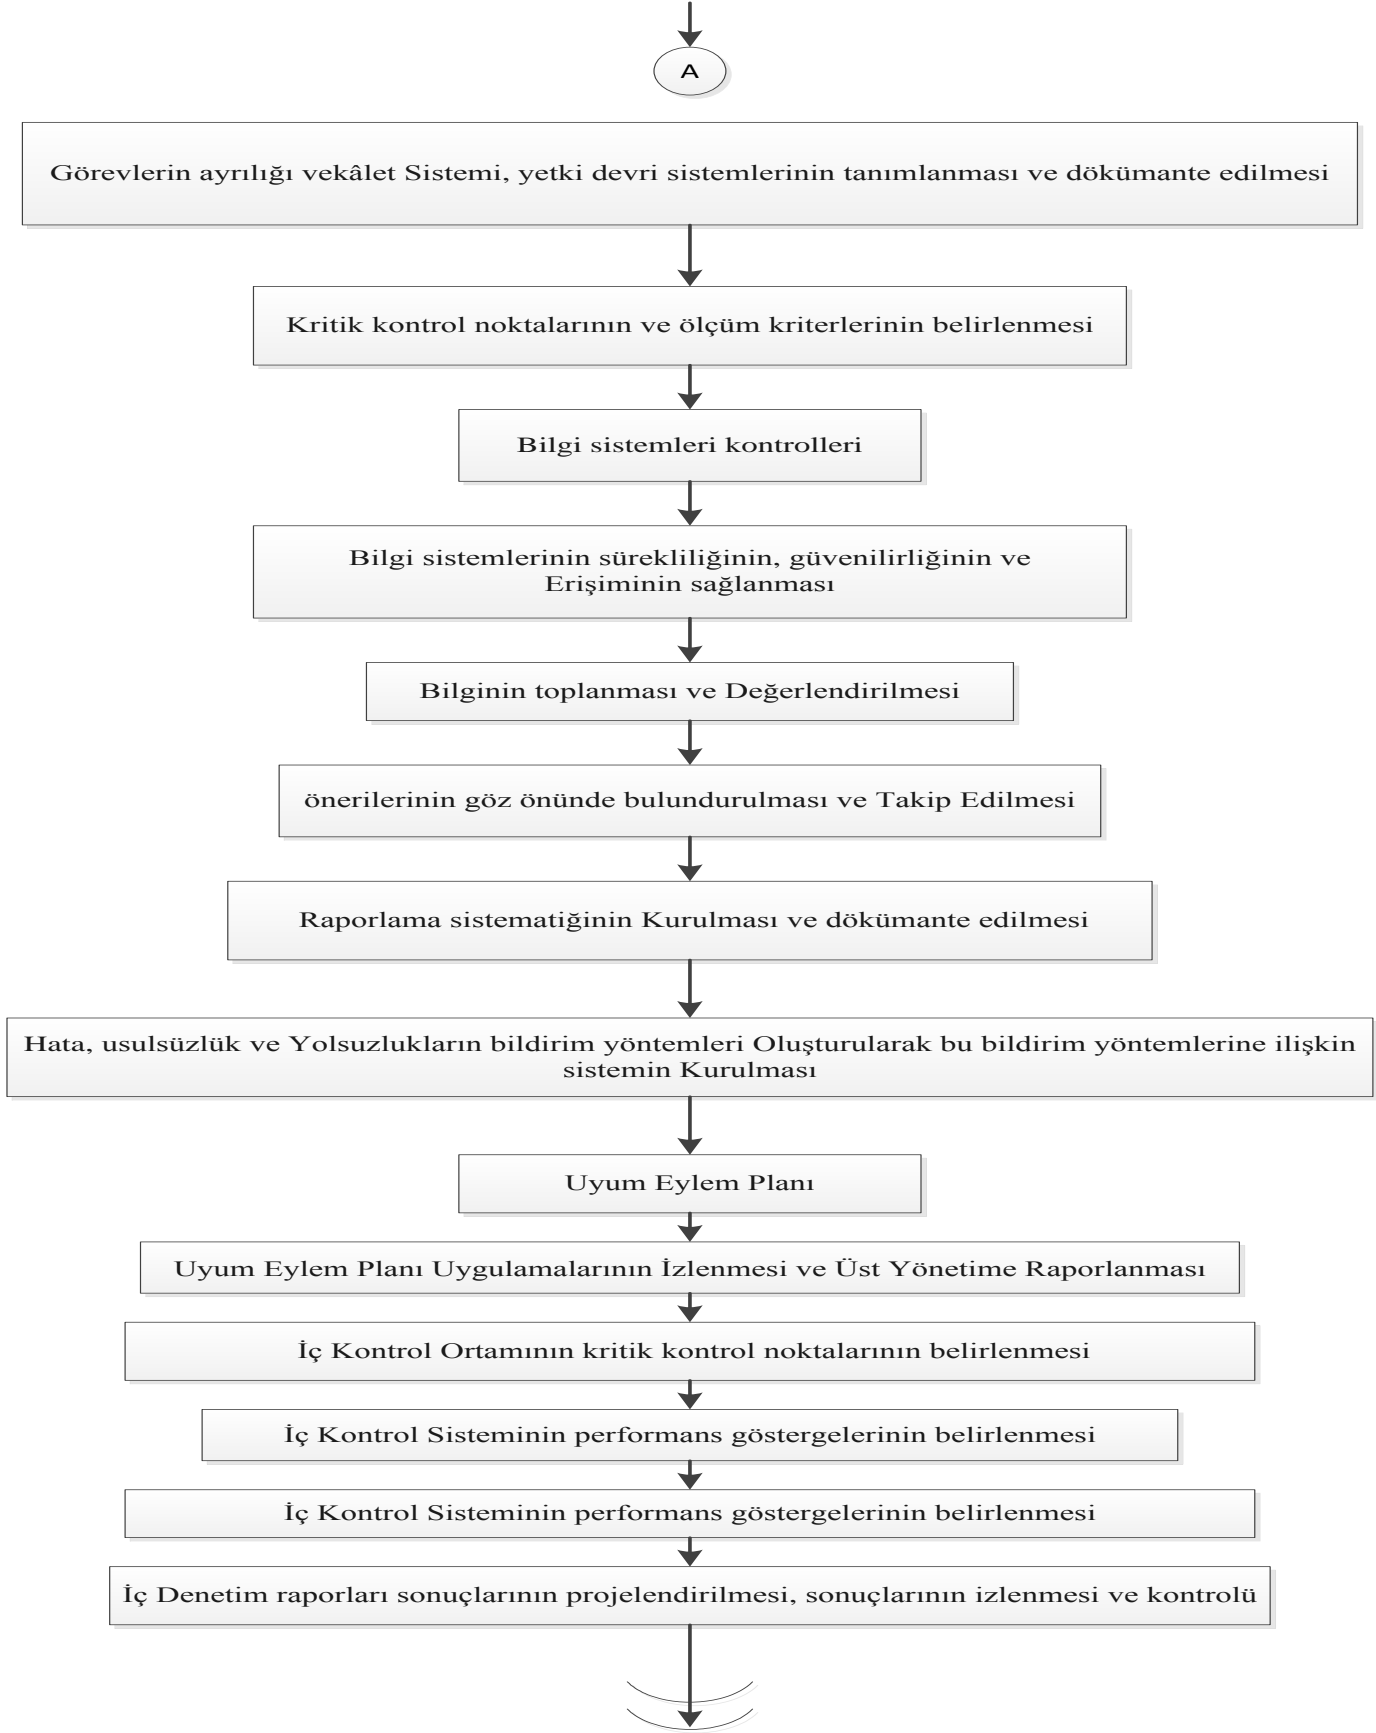 A
Görevlerin ayrılığı vekâlet Sistemi, yetki devri sistemlerinin tanımlanması ve dökümante edilmesi
Kritik kontrol noktalarının ve ölçüm kriterlerinin belirlenmesi
Bilgi sistemleri kontrolleri
Bilgi sistemlerinin sürekliliğinin, güvenilirliğinin ve
Erişiminin sağlanması
Bilginin toplanması ve Değerlendirilmesi
önerilerinin göz önünde bulundurulması ve Takip Edilmesi
Raporlama sistematiğinin Kurulması ve dökümante edilmesi
Hata, usulsüzlük ve Yolsuzlukların bildirim yöntemleri Oluşturularak bu bildirim yöntemlerine ilişkin
sistemin Kurulması
Uyum Eylem Planı
Uyum Eylem Planı Uygulamalarının İzlenmesi ve Üst Yönetime Raporlanması
İç Kontrol Ortamının kritik kontrol noktalarının belirlenmesi
İç Kontrol Sisteminin performans göstergelerinin belirlenmesi
İç Kontrol Sisteminin performans göstergelerinin belirlenmesi
İç Denetim raporları sonuçlarının projelendirilmesi, sonuçlarının izlenmesi ve kontrolü